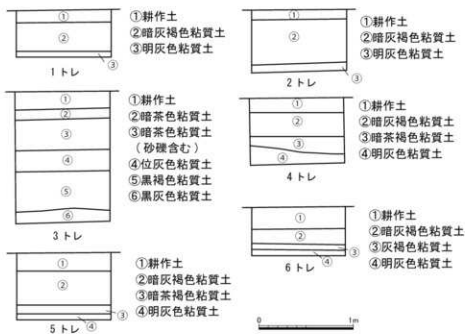 ①
②
③
1トレ
①耕作土
②暗灰褐色粘質土
③明灰色粘質土
①
②
③
2トレ
①耕作土
②暗灰褐色粘質土
③明灰色粘質土
①
②
③
④
⑤
⑥
3トレ
①耕作土
②暗茶色粘質土
③暗茶色粘質土
(砂礫含む)
④位灰色粘質土
⑤黒褐色粘質土
⑥黒灰色粘質土
①
②
③
④
4トレ
①耕作土
②暗灰褐色粘質土
③暗茶褐色粘質土
④明灰色粘質土
①
②
③
④
5トレ
①耕作土
②暗灰褐色粘質土
③暗茶褐色粘質土
④明灰色粘質土
①
②
③
④
6トレ
①耕作土
②暗灰褐色粘質土
③灰褐色粘質土
④明灰色粘質土
0 1m